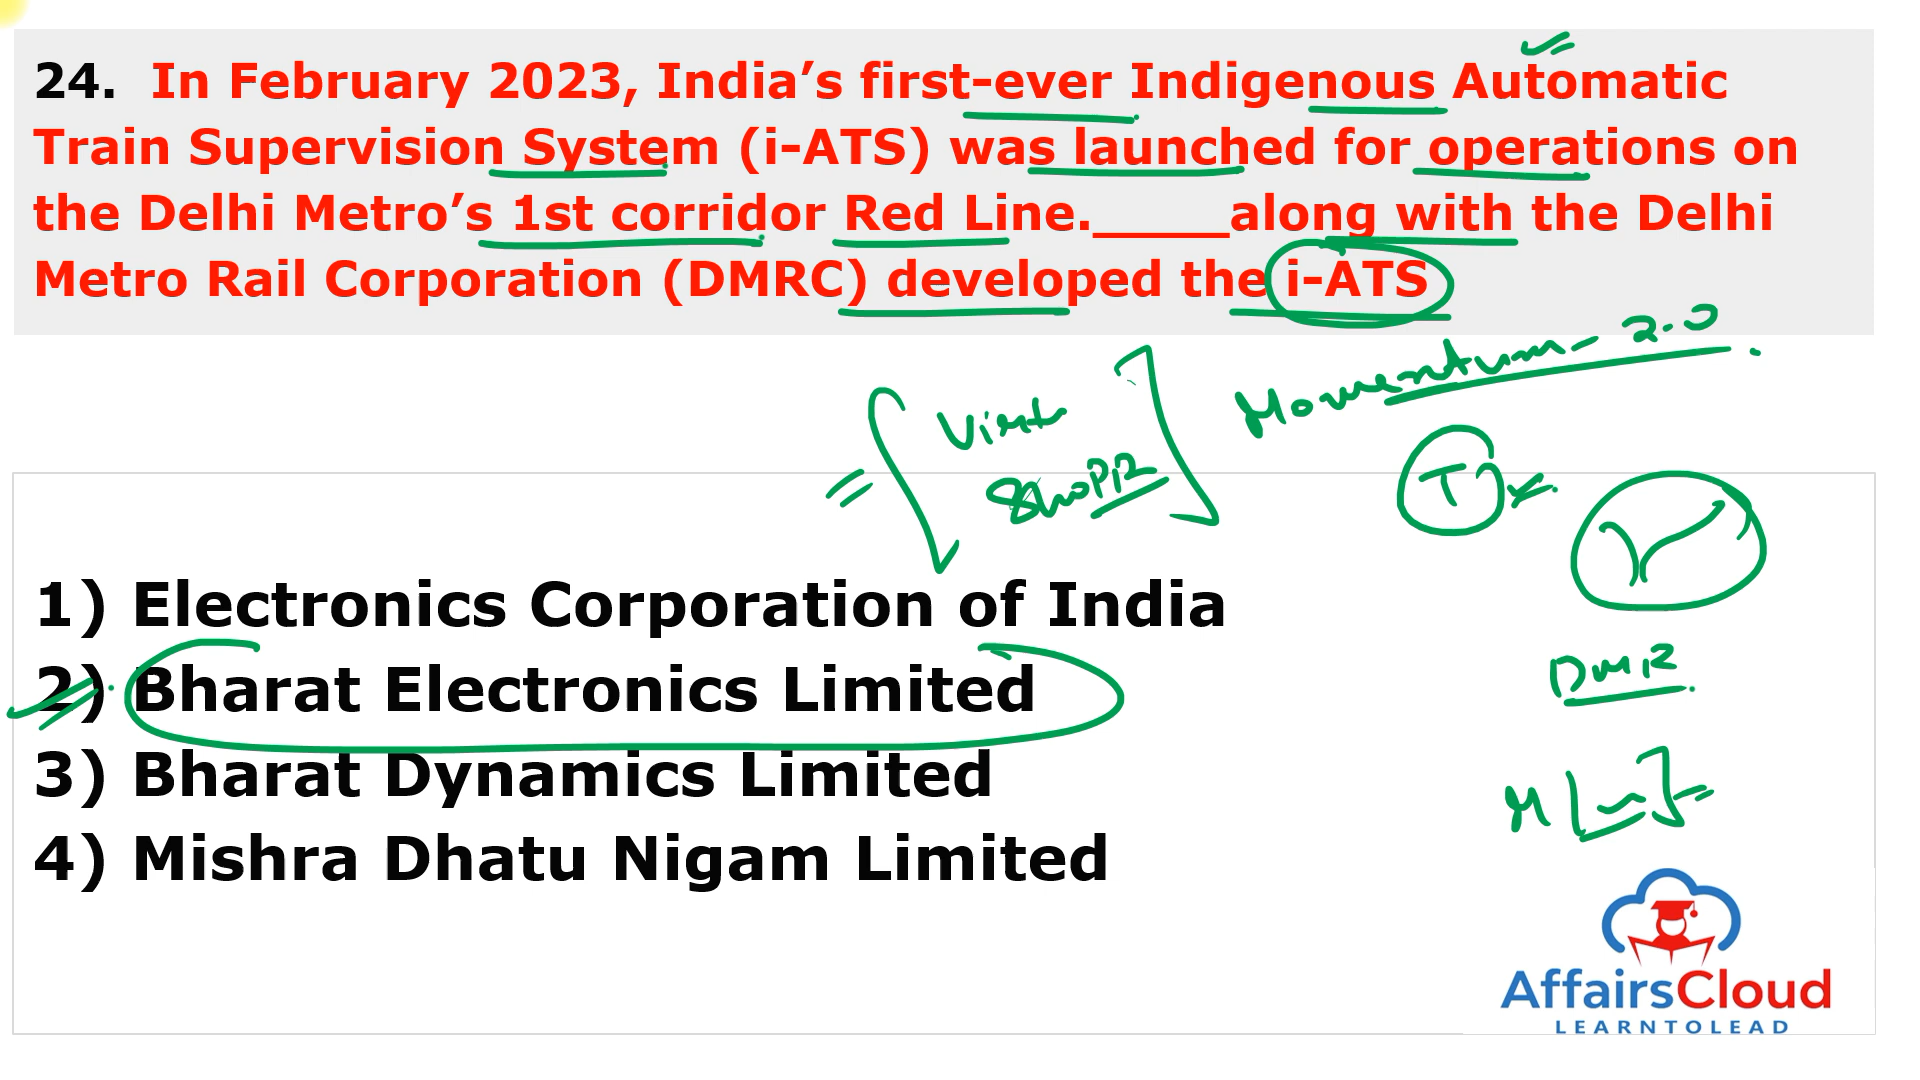 24. In February 2023, India’s first-ever Indigenous Automatic
Train Supervision System (i-ATS) was launched for operations on
the Delhi Metro’s 1st corridor Red Line._____along with the Delhi
Metro Rail Corporation (DMRC) developed the i-ATS
Momentum - 2.0
T
1) Electronics Corporation of India
2) Bharat Electronics Limited
3) Bharat Dynamics Limited
4) Mishra Dhatu Nigam Limited
M
AffairsCloud
LEARNTOLEAD